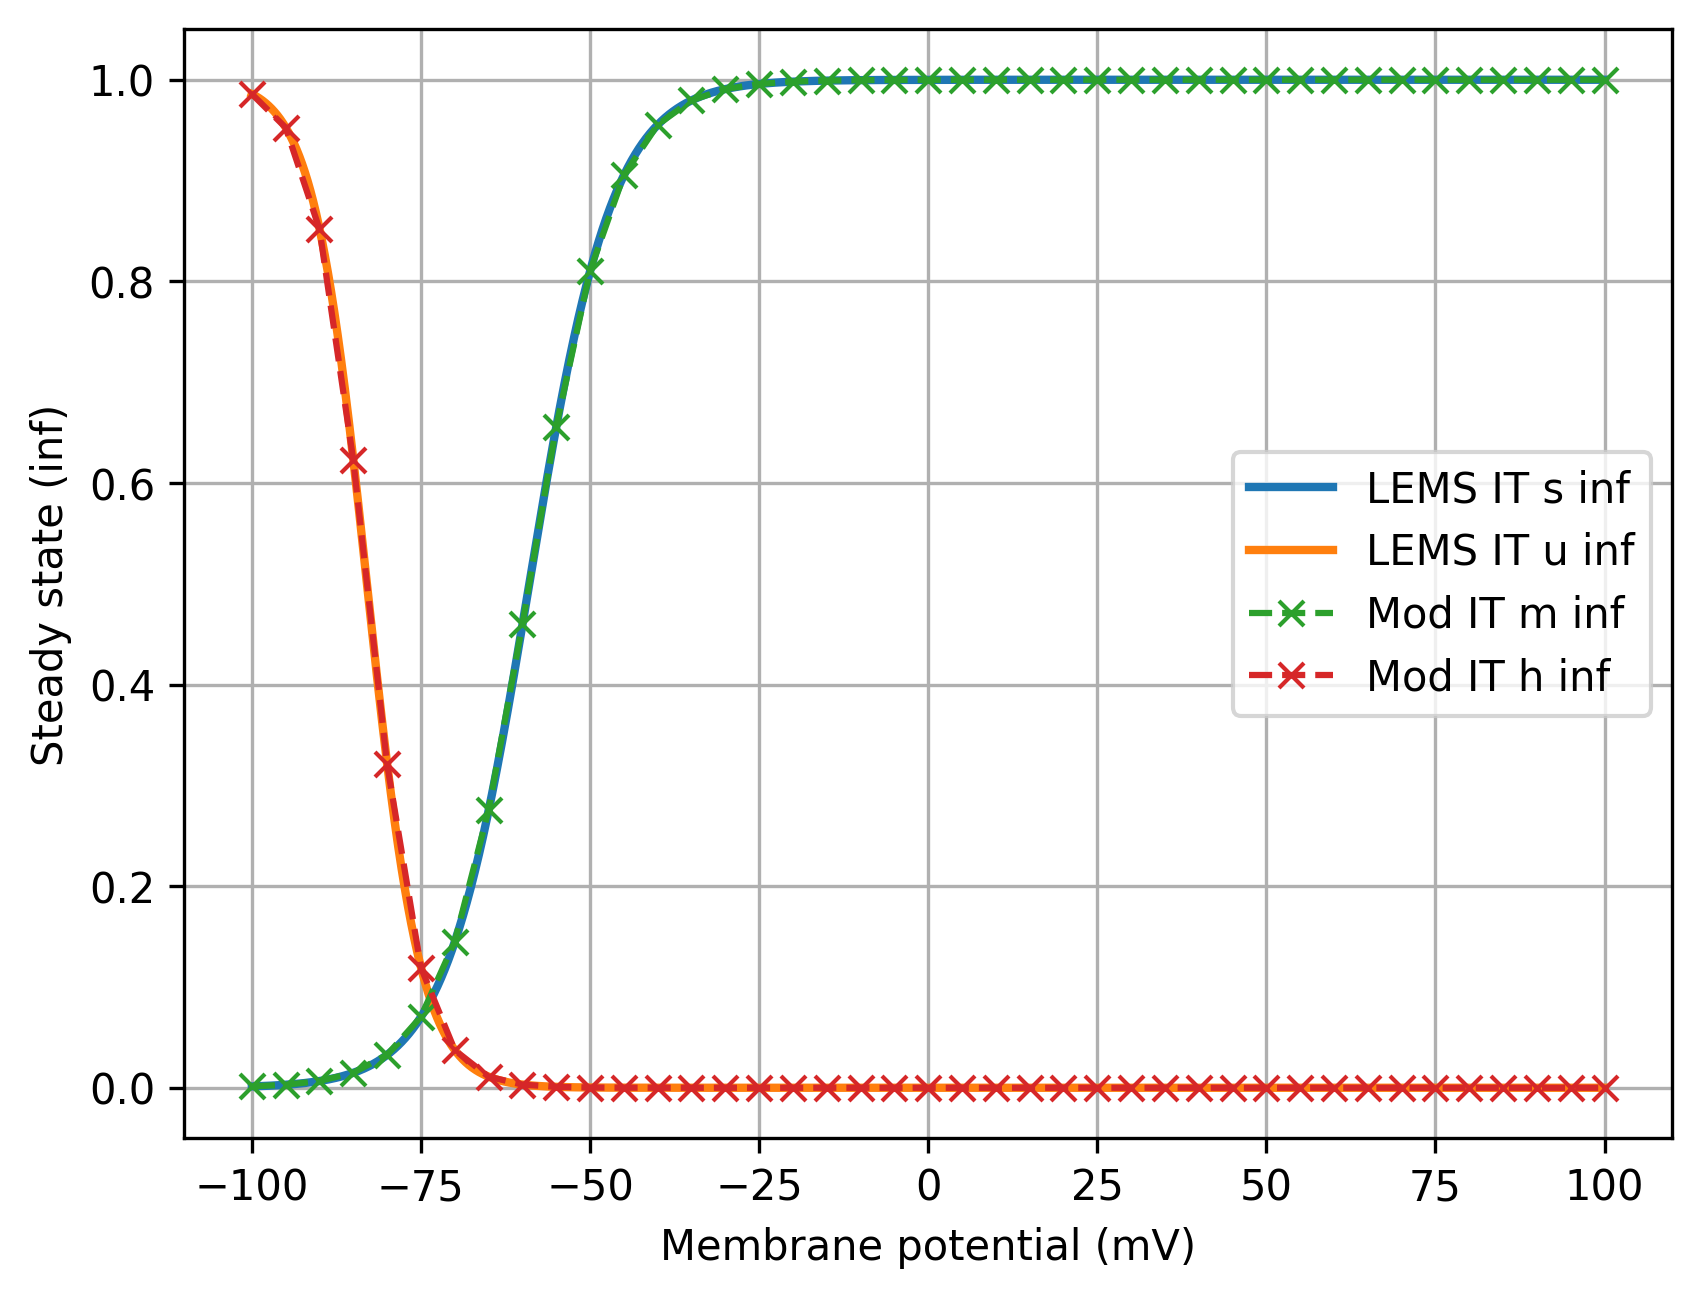 1.0
0.8
0.6
0.4
0.2
0.0
Steady state (inf)
LEMS IT s inf
LEMS IT u inf
Mod IT m inf
Mod IT h inf
−100 −75 −50 −25 0 25 50 75 100
Membrane potential (mV)